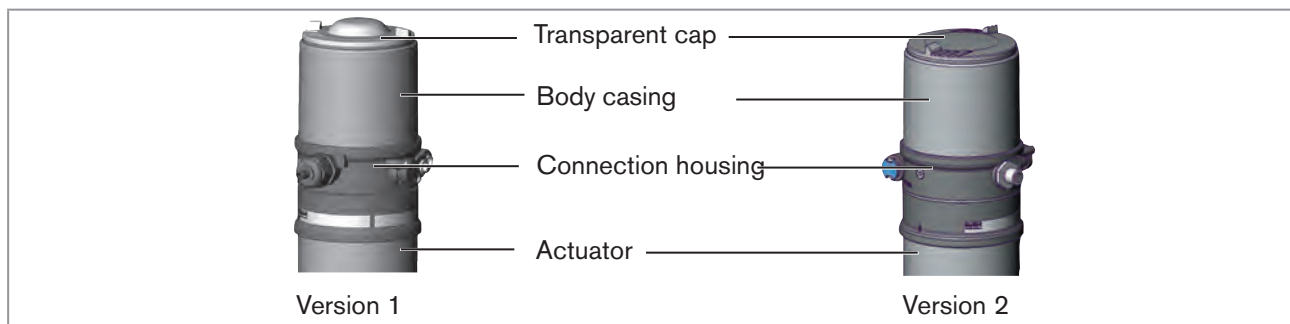 Transparent cap
Body casing
Connection housing
Actuator
Version 1
Version 2